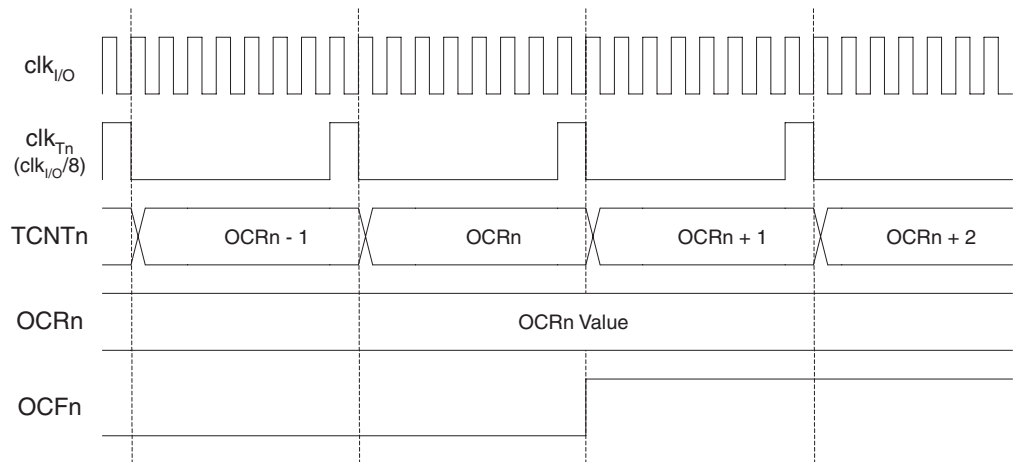 clkI/O
clkTn
(clkI/O/8)
TCNTn
OCRn - 1
OCRn
OCRn + 1
OCRn + 2
OCRn
OCRn Value
OCFn